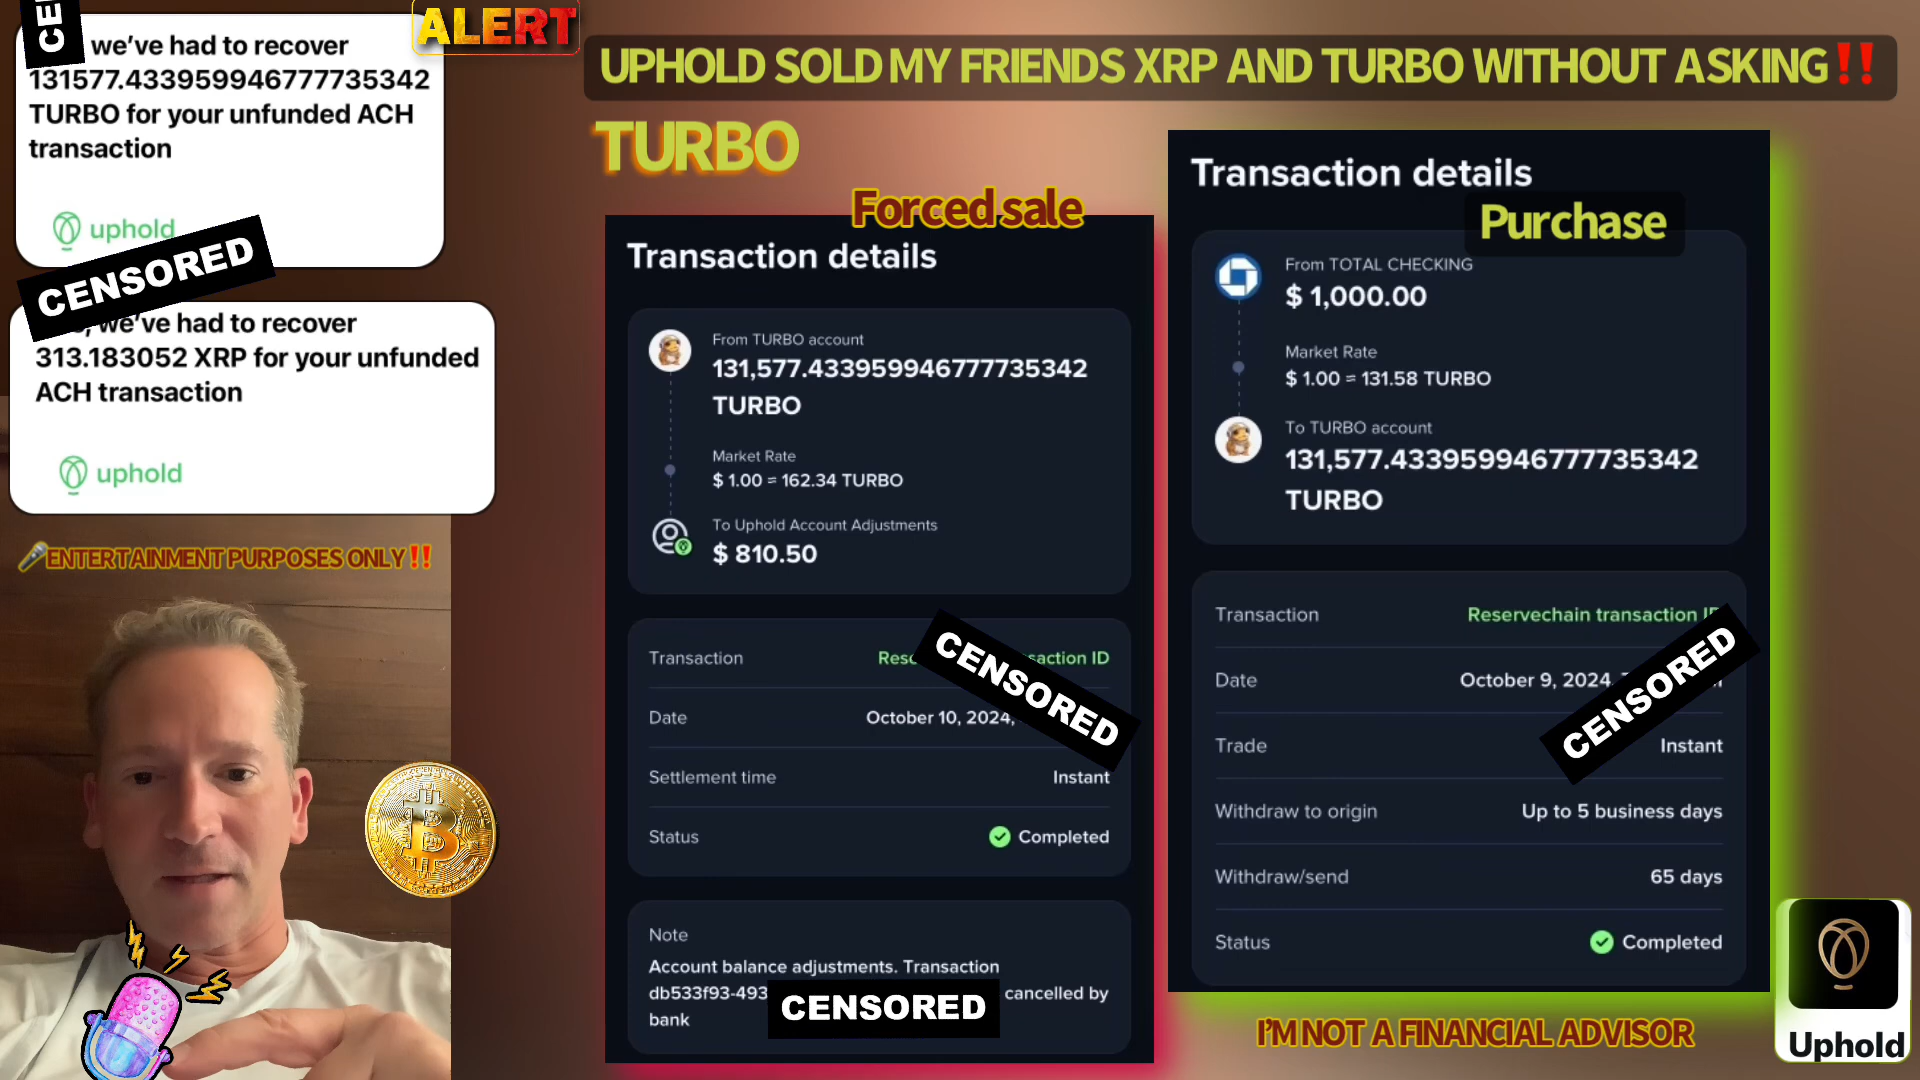 we've had to recover
131577.433959946777735342
TURBO for your unfunded ACH
transaction
uphold
CENSORED
we've had to recover
313.183052 XRP for your unfunded
ACH transaction
uphold
🎤ENTERTAINMENT PURPOSES ONLY‼️
ALERT
UPHOLD SOLD MY FRIENDS XRP AND TURBO WITHOUT ASKING‼️
TURBO
Forced sale
Transaction details
From TURBO account
131,577.433959946777735342
TURBO
Market Rate
$ 1.00 = 162.34 TURBO
To Uphold Account Adjustments
$ 810.50
Transaction
CENSORED
Date October 10, 2024,
Settlement time Instant
Status Completed
Note
Account balance adjustments. Transaction
db533f93-493 CENSORED cancelled by
bank
Transaction details
Purchase
From TOTAL CHECKING
$ 1,000.00
Market Rate
$ 1.00 = 131.58 TURBO
To TURBO account
131,577.433959946777735342
TURBO
Transaction Reservechain transaction
Date October 9, 2024,
CENSORED
Trade Instant
Withdraw to origin Up to 5 business days
Withdraw/send 65 days
Status Completed
I'M NOT A FINANCIAL ADVISOR
Uphold